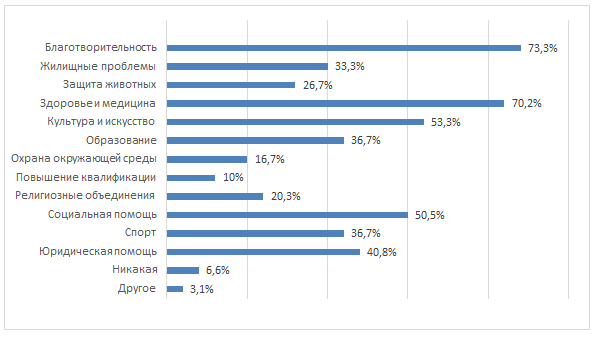 Благотворительность 73,3%
Жилищные проблемы 33,3%
Защита животных 26,7%
Здоровье и медицина 70,2%
Культура и искусство 53,3%
Образование 36,7%
Охрана окружающей среды 16,7%
Повышение квалификации 10%
Религиозные объединения 20,3%
Социальная помощь 50,5%
Спорт 36,7%
Юридическая помощь 40,8%
Никакая 6,6%
Другое 3,1%